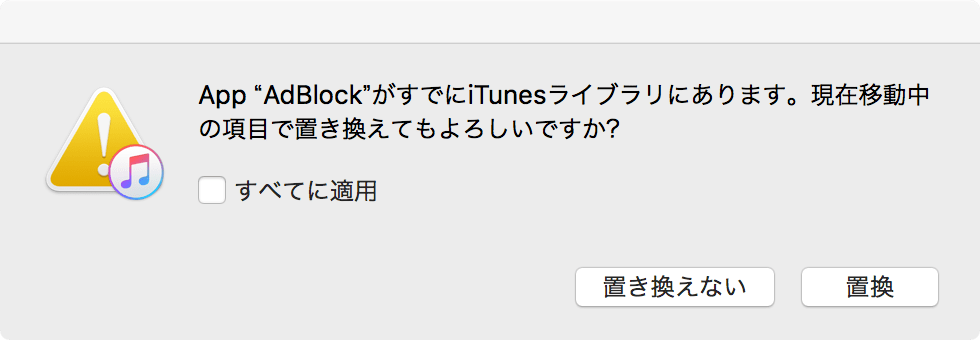 App “AdBlock”がすでにiTunesライブラリにあります。現在移動中
の項目で置き換えてもよろしいですか?
すべてに適用
置き換えない
置換